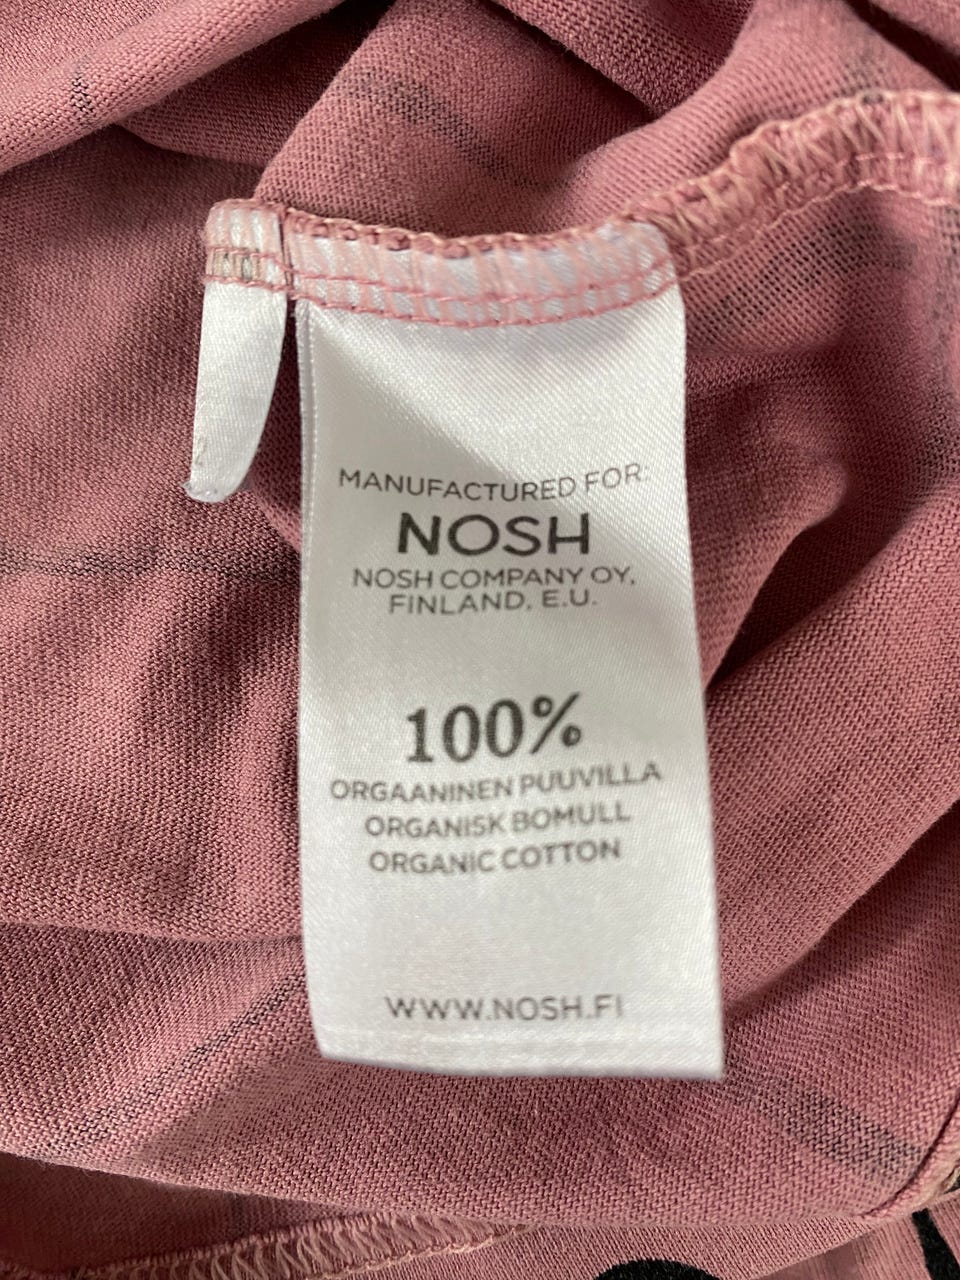 MANUFACTURED FOR:
NOSH
NOSH COMPANY OY,
FINLAND, E.U.
100%
ORGAANINEN PUUVILLA
ORGANISK BOMULL
ORGANIC COTTON
WWW.NOSH.FI